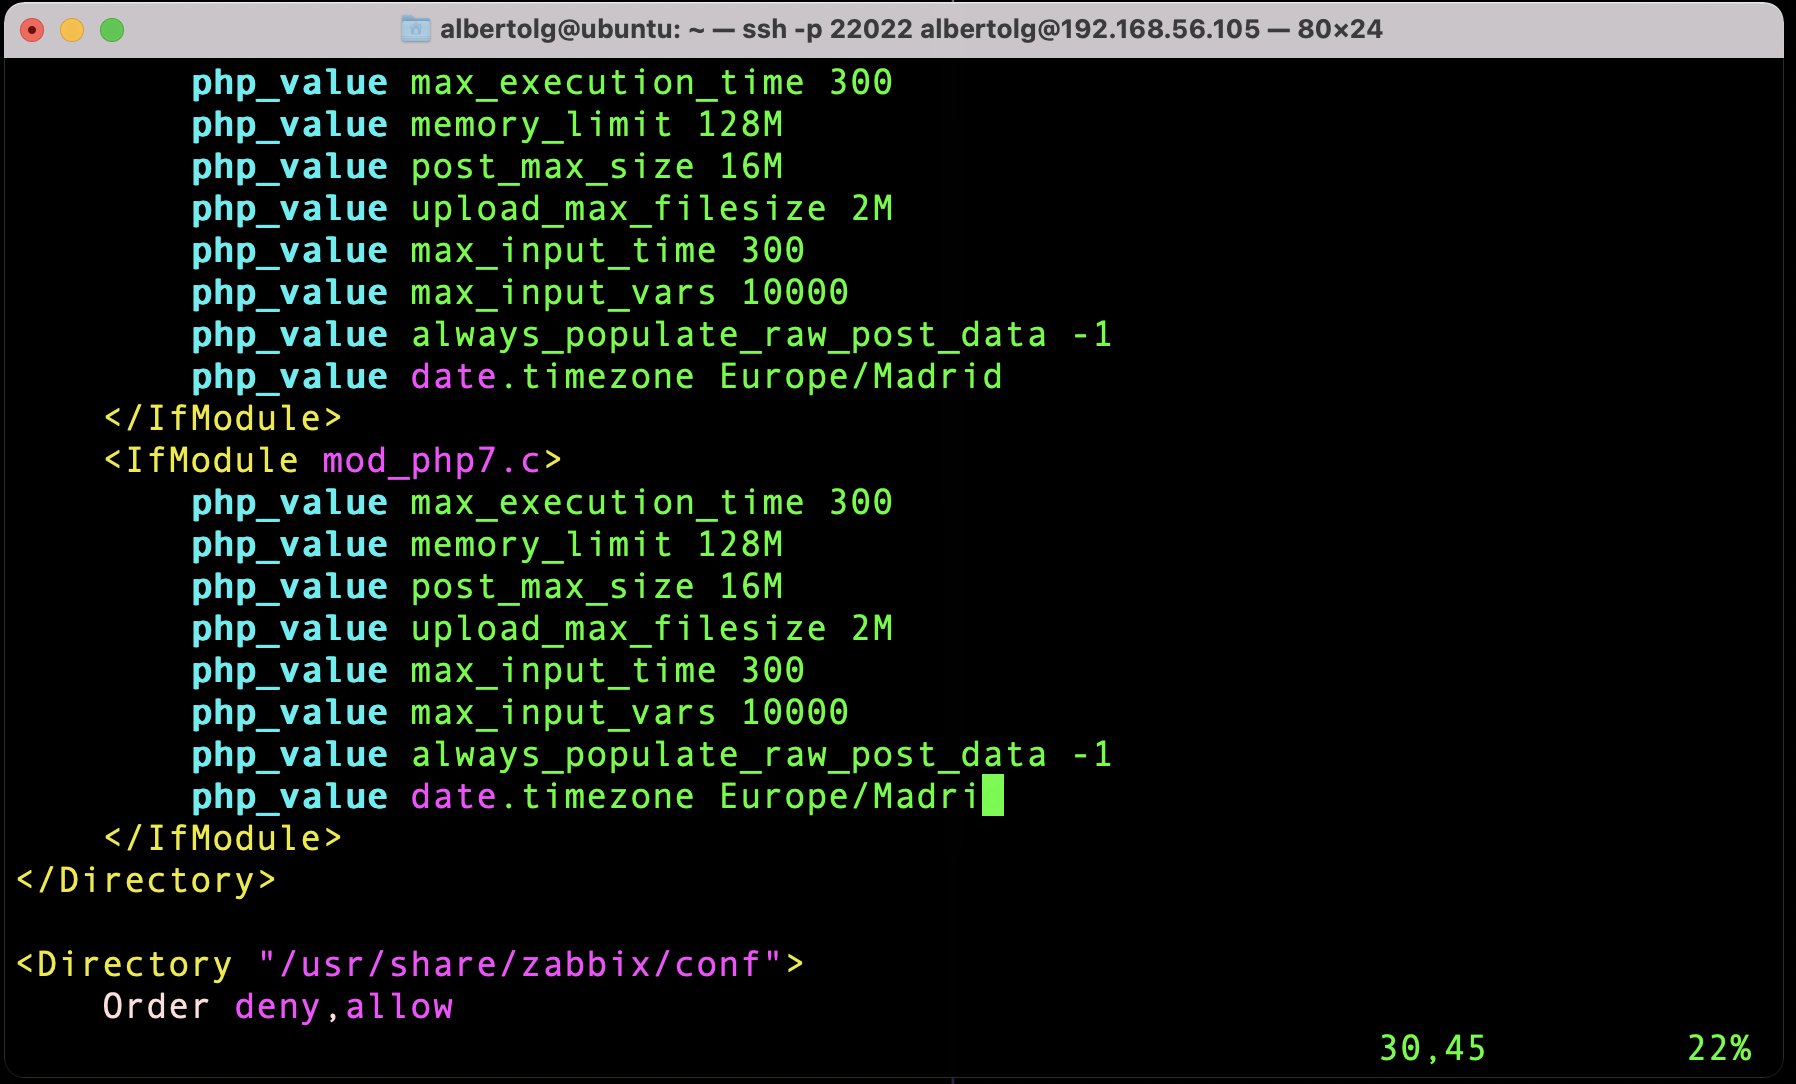 albertolg@ubuntu: ~ — ssh -p 22022 albertolg@192.168.56.105 — 80×24
php_value max_execution_time 300
php_value memory_limit 128M
php_value post_max_size 16M
php_value upload_max_filesize 2M
php_value max_input_time 300
php_value max_input_vars 10000
php_value always_populate_raw_post_data -1
php_value date.timezone Europe/Madrid
</IfModule>
<IfModule mod_php7.c>
php_value max_execution_time 300
php_value memory_limit 128M
php_value post_max_size 16M
php_value upload_max_filesize 2M
php_value max_input_time 300
php_value max_input_vars 10000
php_value always_populate_raw_post_data -1
php_value date.timezone Europe/Madri
</IfModule>
</Directory>
<Directory "/usr/share/zabbix/conf">
Order deny,allow
30,45 22%